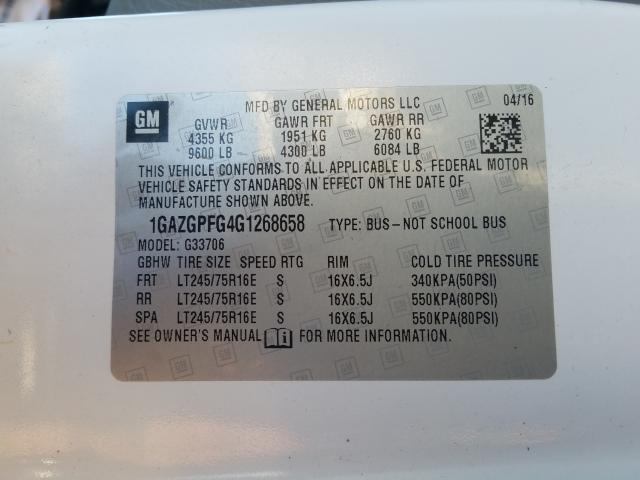 MFD BY GENERAL MOTORS LLC 04/16
GM
GVWR GAWR FRT GAWR RR
4355 KG 1951 KG 2760 KG
9600 LB 4300 LB 6084 LB
THIS VEHICLE CONFORMS TO ALL APPLICABLE U.S. FEDERAL MOTOR
VEHICLE SAFETY STANDARDS IN EFFECT ON THE DATE OF
MANUFACTURE SHOWN ABOVE.
1GAZGPFG4G1268658 TYPE: BUS-NOT SCHOOL BUS
MODEL: G33706
GBHW TIRE SIZE SPEED RTG RIM COLD TIRE PRESSURE
FRT LT245/75R16E S 16X6.5J 340KPA(50PSI)
RR LT245/75R16E S 16X6.5J 550KPA(80PSI)
SPA LT245/75R16E S 16X6.5J 550KPA(80PSI)
SEE OWNER'S MANUAL i FOR MORE INFORMATION.